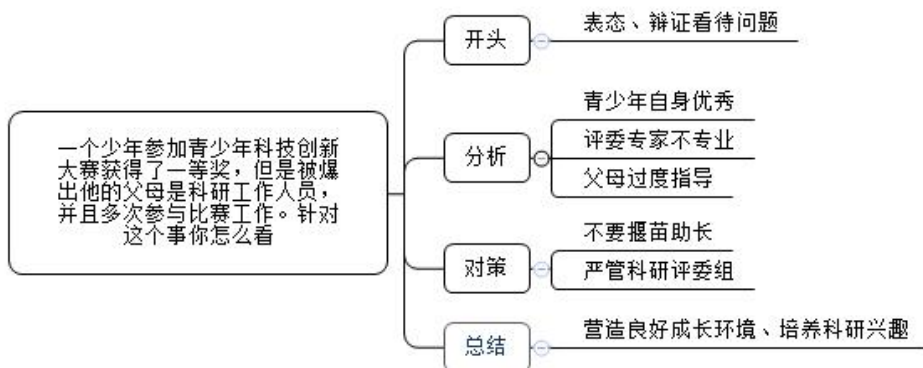 一个少年参加青少年科技创新
大赛获得了一等奖，但是被爆
出他的父母是科研工作人员，
并且多次参与比赛工作。针对
这个事你怎么看
开头
表态、辩证看待问题
分析
青少年自身优秀
评委专家不专业
父母过度指导
对策
不要揠苗助长
严管科研评委组
总结
营造良好成长环境、培养科研兴趣